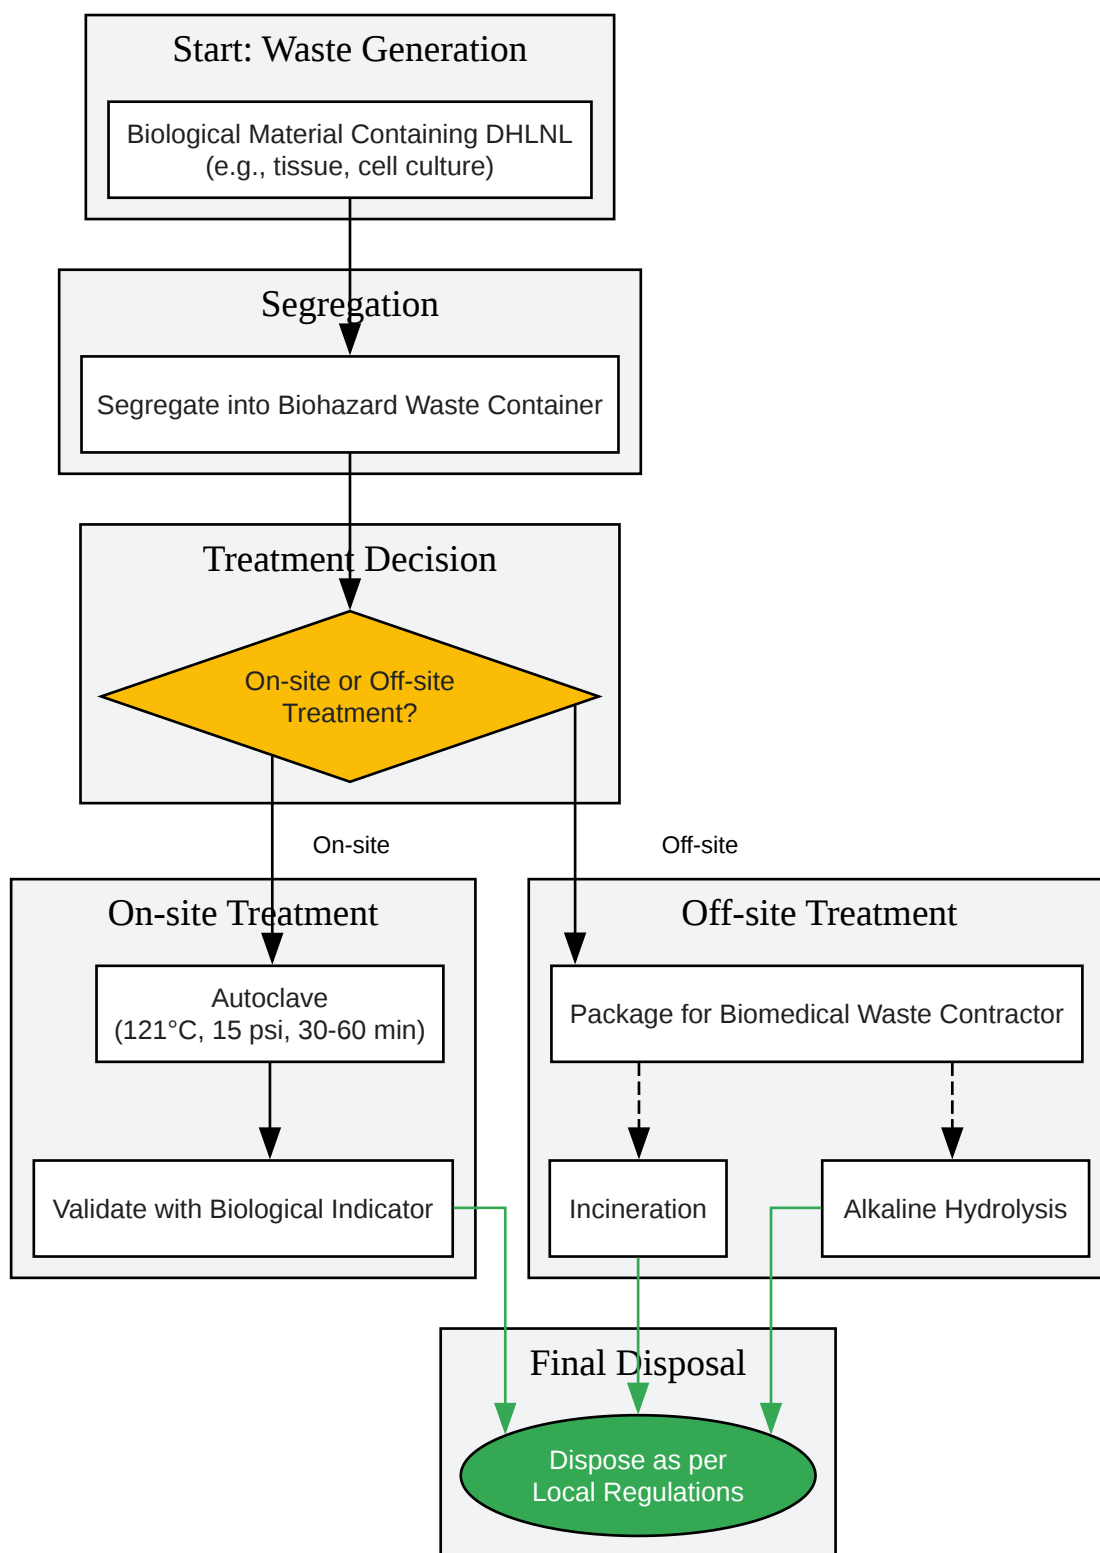 Start: Waste Generation
Biological Material Containing DHLNL
(e.g., tissue, cell culture)
Segregation
Segregate into Biohazard Waste Container
Treatment Decision
On-site or Off-site
Treatment?
On-site
Off-site
On-site Treatment
Off-site Treatment
Autoclave
(121°C, 15 psi, 30-60 min)
Package for Biomedical Waste Contractor
Validate with Biological Indicator
Incineration
Alkaline Hydrolysis
Final Disposal
Dispose as per
Local Regulations